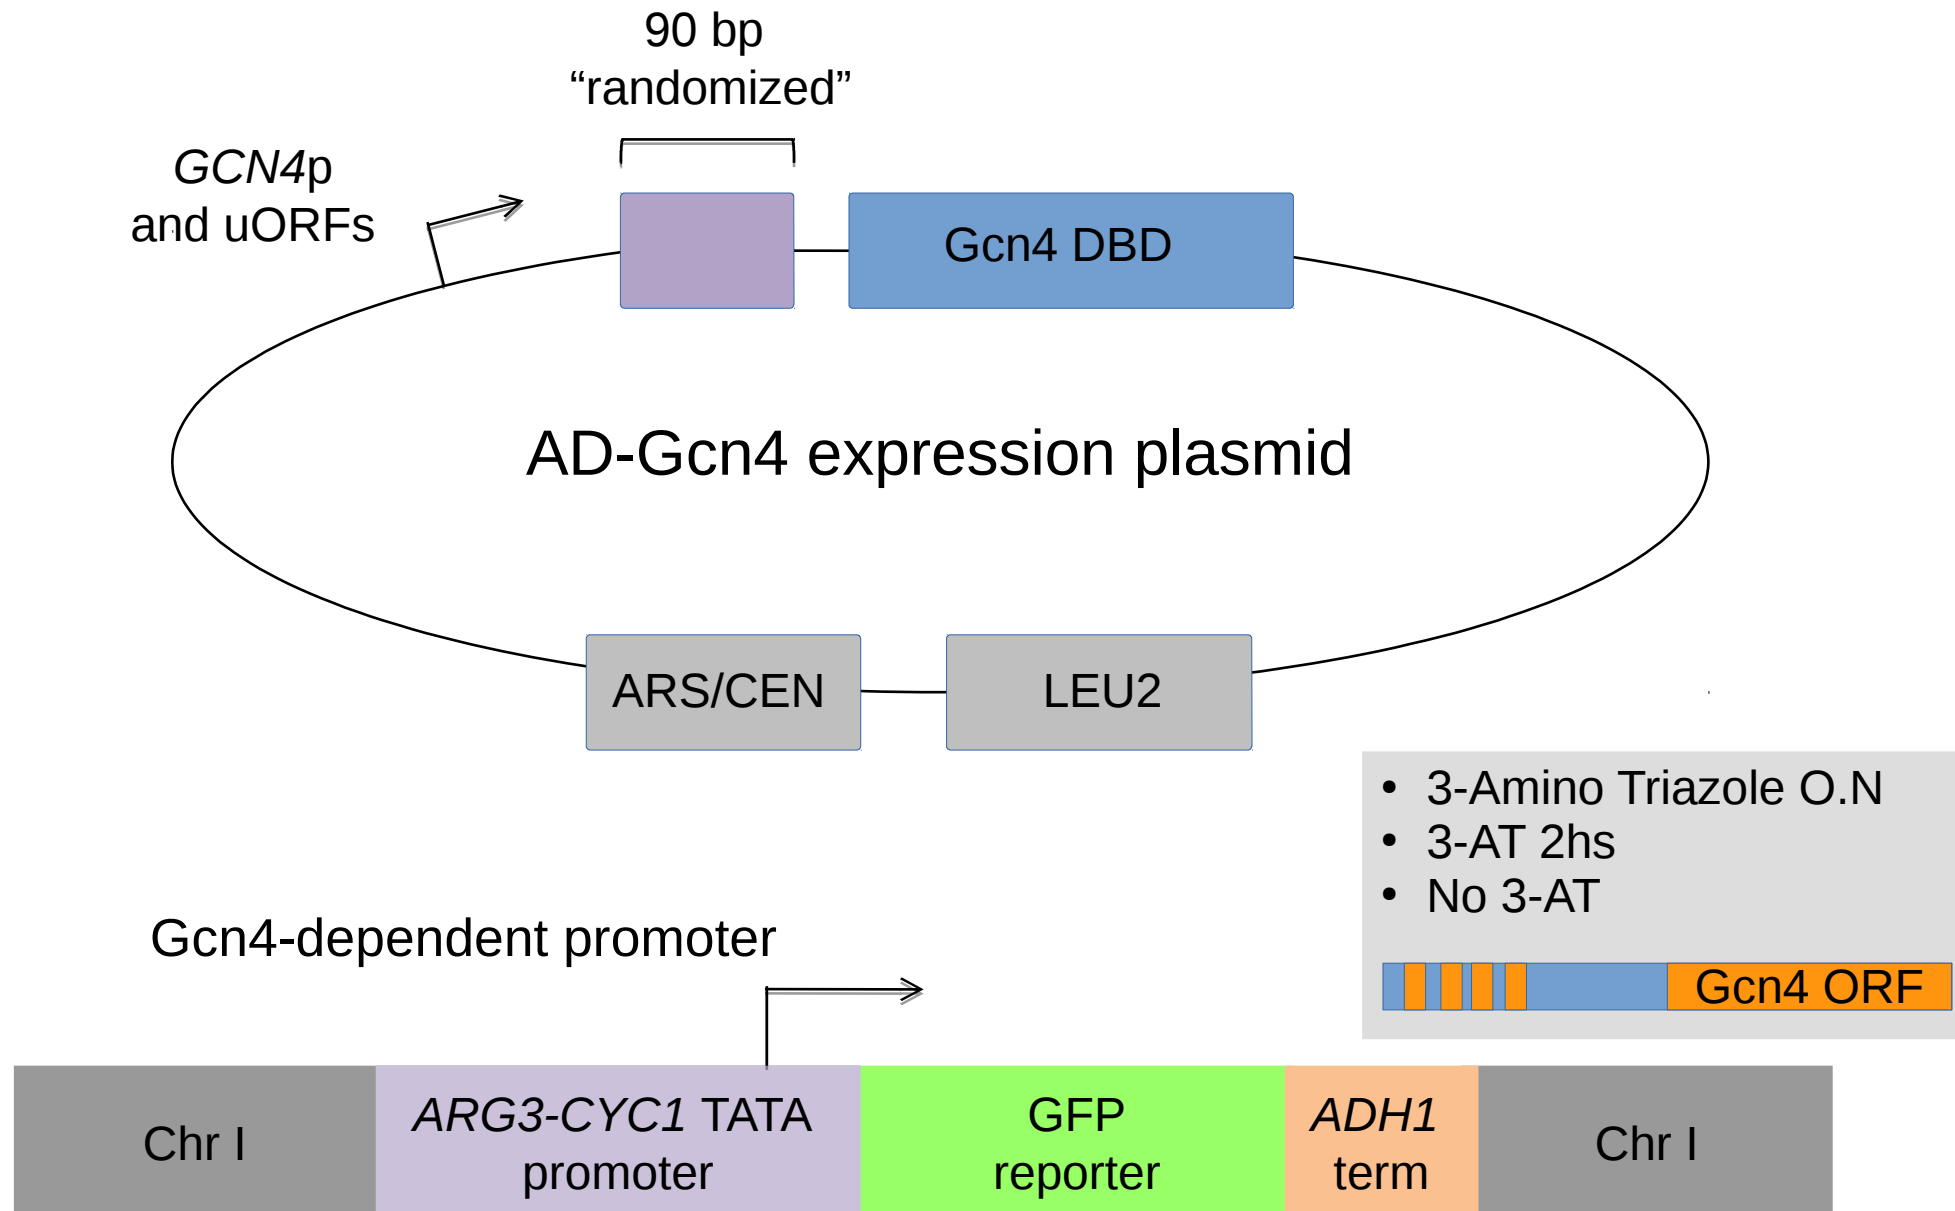 90 bp
“randomized”
GCN4p
and uORFs
Gcn4 DBD
AD-Gcn4 expression plasmid
ARS/CEN
LEU2
• 3-Amino Triazole O.N
• 3-AT 2hs
• No 3-AT
Gcn4 ORF
Gcn4-dependent promoter
Chr I
ARG3-CYC1 TATA
promoter
GFP
reporter
ADH1
term
Chr I